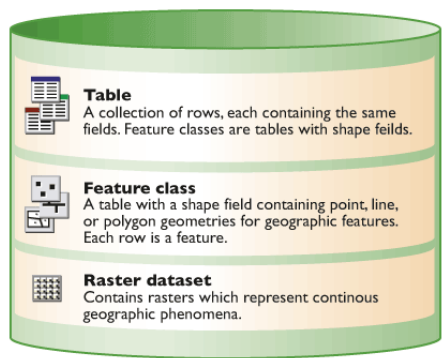 Table
A collection of rows, each containing the same
fields. Feature classes are tables with shape feilds.
Feature class
A table with a shape field containing point, line,
or polygon geometries for geographic features.
Each row is a feature.
Raster dataset
Contains rasters which represent continous
geographic phenomena.